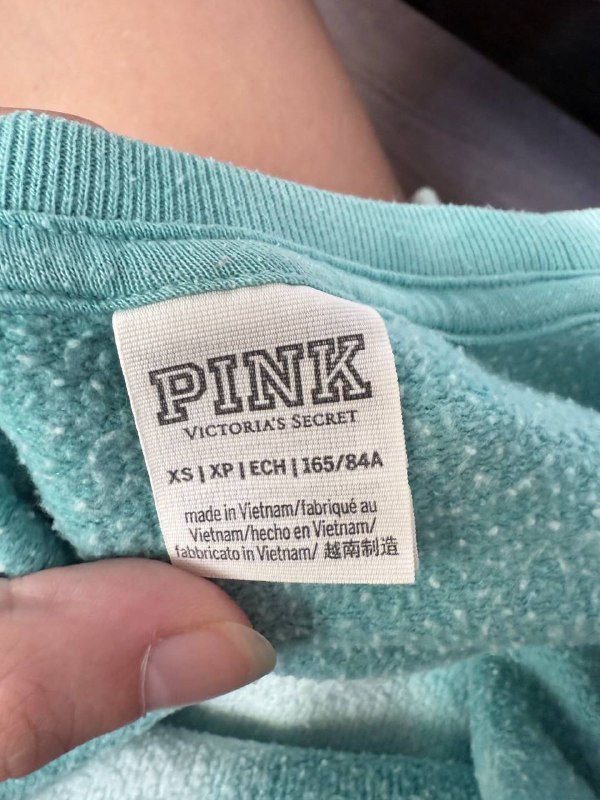 PINK
VICTORIA'S SECRET
XS | XP | ECH | 165/84A
made in Vietnam/fabriqué au
Vietnam/hecho en Vietnam/
fabbricato in Vietnam/ 越南制造